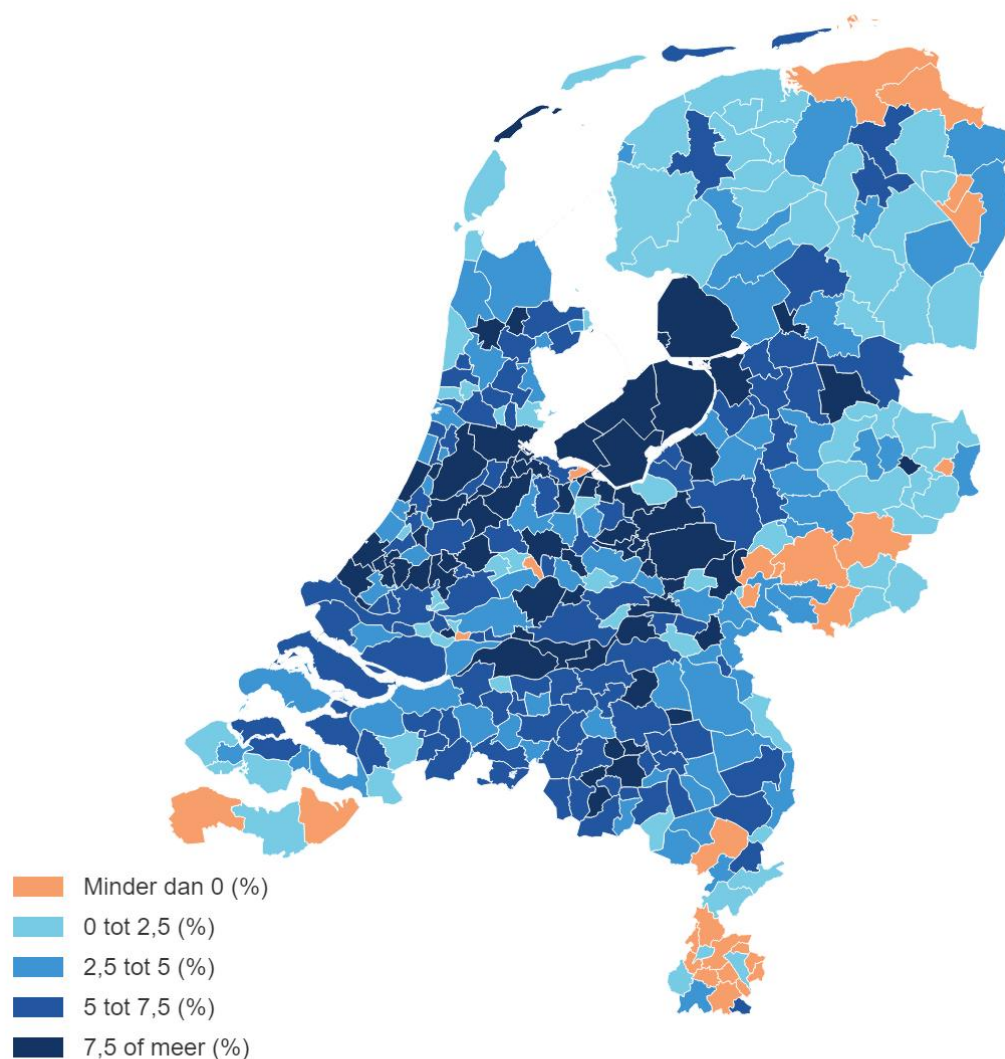 Minder dan 0 (%)
0 tot 2,5 (%)
2,5 tot 5 (%)
5 tot 7,5 (%)
7,5 of meer (%)